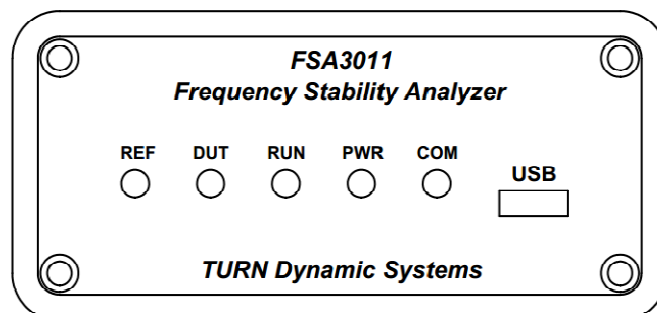 FSA3011
Frequency Stability Analyzer
REF DUT RUN PWR COM
USB
TURN Dynamic Systems